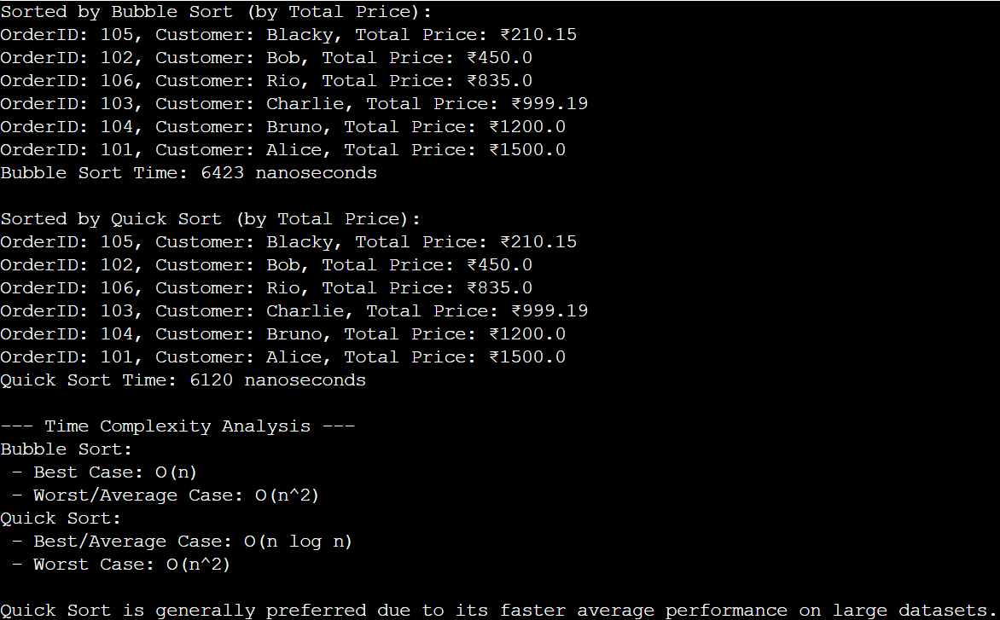 Sorted by Bubble Sort (by Total Price):
OrderID: 105, Customer: Blacky, Total Price: ₹210.15
OrderID: 102, Customer: Bob, Total Price: ₹450.0
OrderID: 106, Customer: Rio, Total Price: ₹835.0
OrderID: 103, Customer: Charlie, Total Price: ₹999.19
OrderID: 104, Customer: Bruno, Total Price: ₹1200.0
OrderID: 101, Customer: Alice, Total Price: ₹1500.0
Bubble Sort Time: 6423 nanoseconds

Sorted by Quick Sort (by Total Price):
OrderID: 105, Customer: Blacky, Total Price: ₹210.15
OrderID: 102, Customer: Bob, Total Price: ₹450.0
OrderID: 106, Customer: Rio, Total Price: ₹835.0
OrderID: 103, Customer: Charlie, Total Price: ₹999.19
OrderID: 104, Customer: Bruno, Total Price: ₹1200.0
OrderID: 101, Customer: Alice, Total Price: ₹1500.0
Quick Sort Time: 6120 nanoseconds

--- Time Complexity Analysis ---
Bubble Sort:
 - Best Case: O(n)
 - Worst/Average Case: O(n^2)
Quick Sort:
 - Best/Average Case: O(n log n)
 - Worst Case: O(n^2)

Quick Sort is generally preferred due to its faster average performance on large datasets.